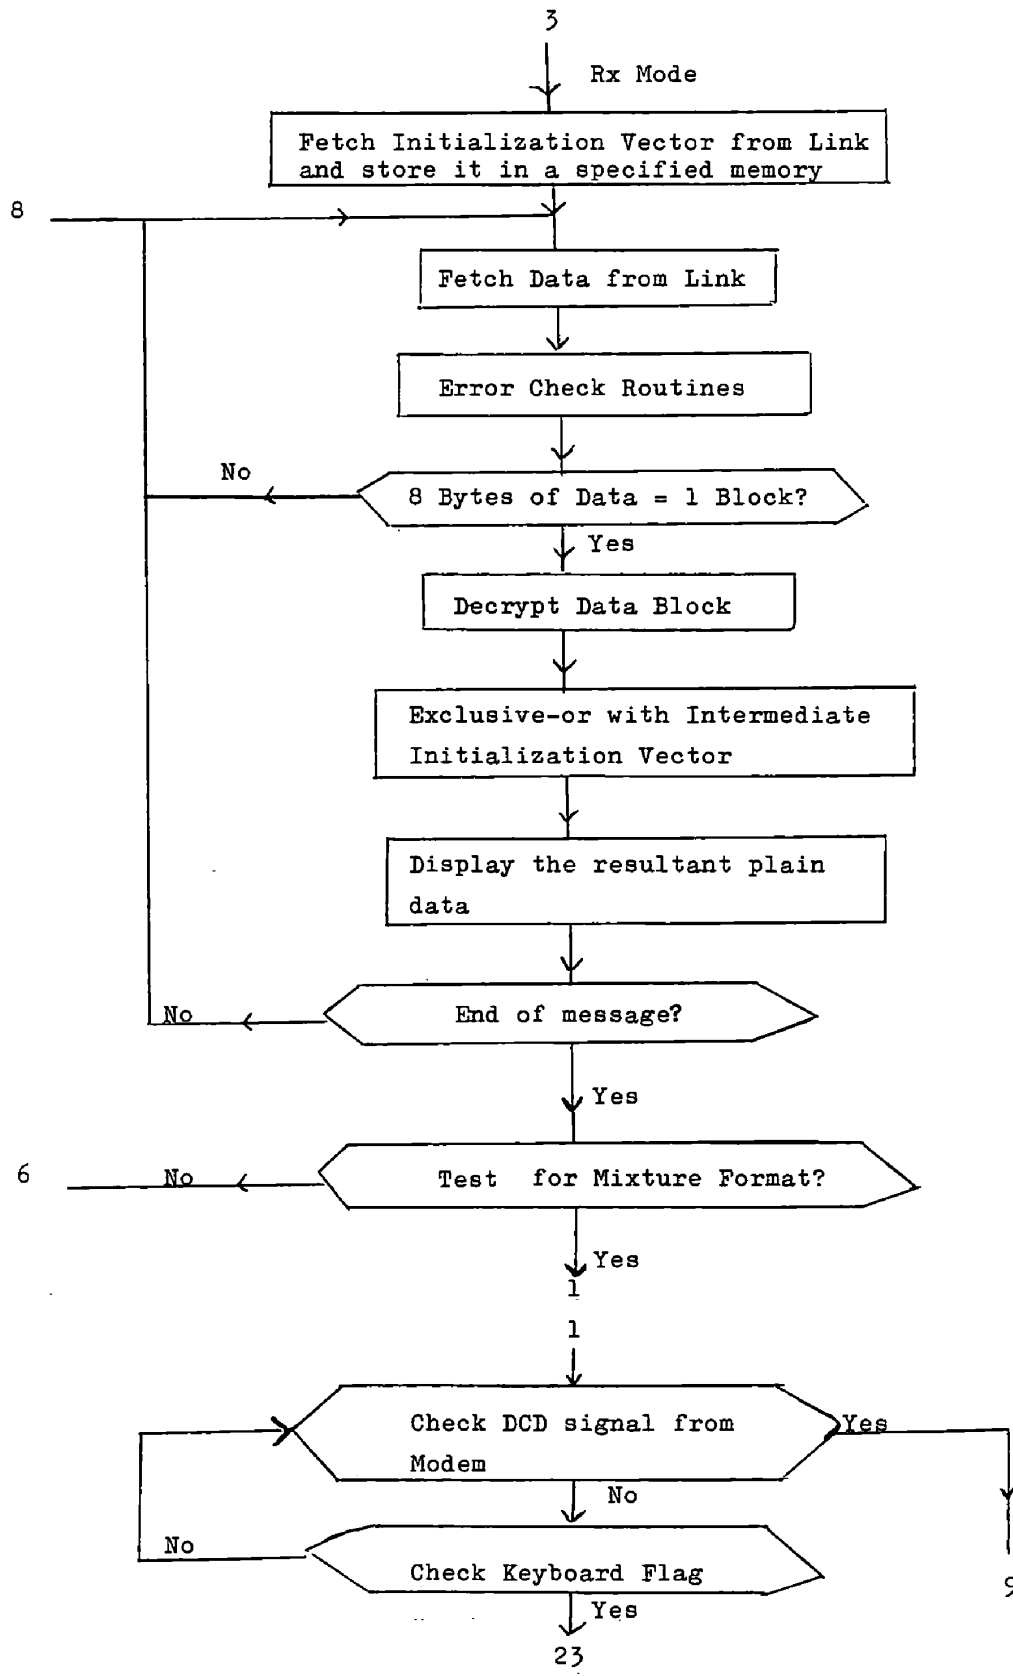 3
Rx Mode
Fetch Initialization Vector from Link
and store it in a specified memory
8
Fetch Data from Link
Error Check Routines
No
8 Bytes of Data = 1 Block?
Yes
Decrypt Data Block
Exclusive-or with Intermediate
Initialization Vector
Display the resultant plain
data
No
End of message?
Yes
6
No
Test for Mixture Format?
Yes
1
1
Check DCD signal from
Modem
Yes
No
No
Check Keyboard Flag
9
Yes
23